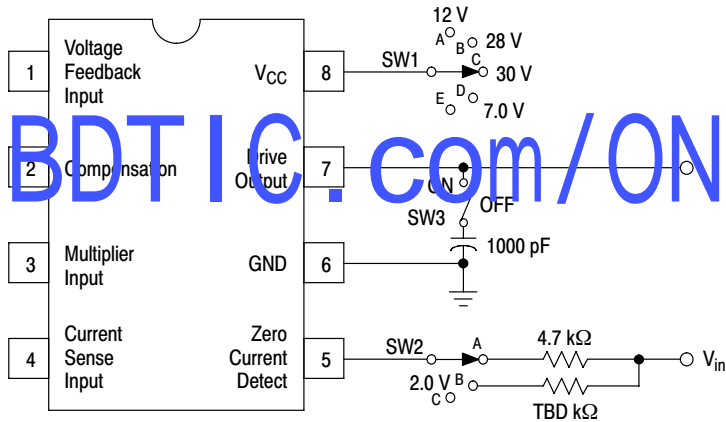 12 V
A
B
28 V
C
30 V
D
7.0 V
E
SW1
1
Voltage
Feedback
Input
VCC
8
BDTIC.com/ON
2
Compensation
Drive
Output
7
ON
OFF
SW3
1000 pF
3
Multiplier
Input
GND
6
4
Current
Sense
Input
Zero
Current
Detect
5
SW2
A
4.7 kΩ
Vin
2.0 V
B
C
TBD kΩ